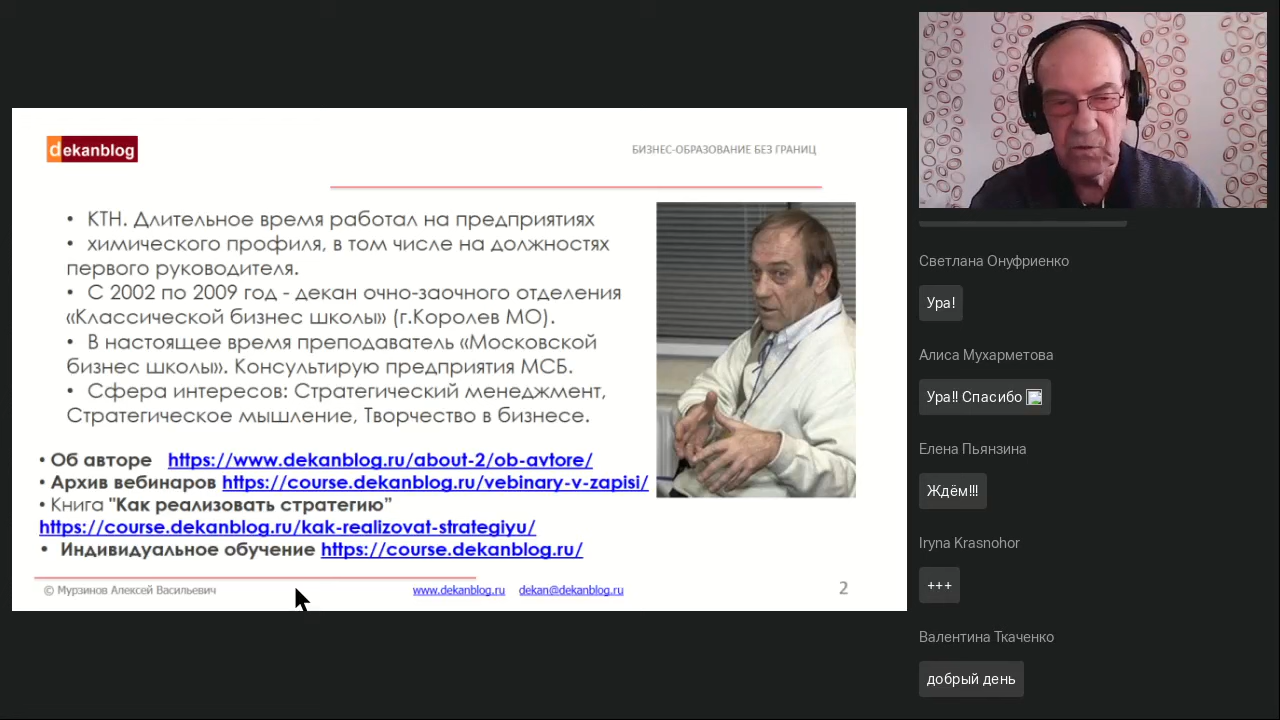 dekanblog
БИЗНЕС-ОБРАЗОВАНИЕ БЕЗ ГРАНИЦ
• КТН. Длительное время работал на предприятиях
• химического профиля, в том числе на должностях
первого руководителя.
• С 2002 по 2009 год - декан очно-заочного отделения
«Классической бизнес школы» (г.Королев МО).
• В настоящее время преподаватель «Московской
бизнес школы». Консультирую предприятия МСБ.
• Сфера интересов: Стратегический менеджмент,
Стратегическое мышление, Творчество в бизнесе.
• Об авторе https://www.dekanblog.ru/about-2/ob-avtore/
• Архив вебинаров https://course.dekanblog.ru/vebinary-v-zapisi/
• Книга "Как реализовать стратегию”
https://course.dekanblog.ru/kak-realizovat-strategiyu/
• Индивидуальное обучение https://course.dekanblog.ru/
© Мурзинов Алексей Васильевич www.dekanblog.ru dekan@dekanblog.ru 2
Светлана Онуфриенко
Ура!
Алиса Мухарметова
Ура!! Спасибо
Елена Пьянзина
Ждём!!!
Iryna Krasnohor
+++
Валентина Ткаченко
добрый день